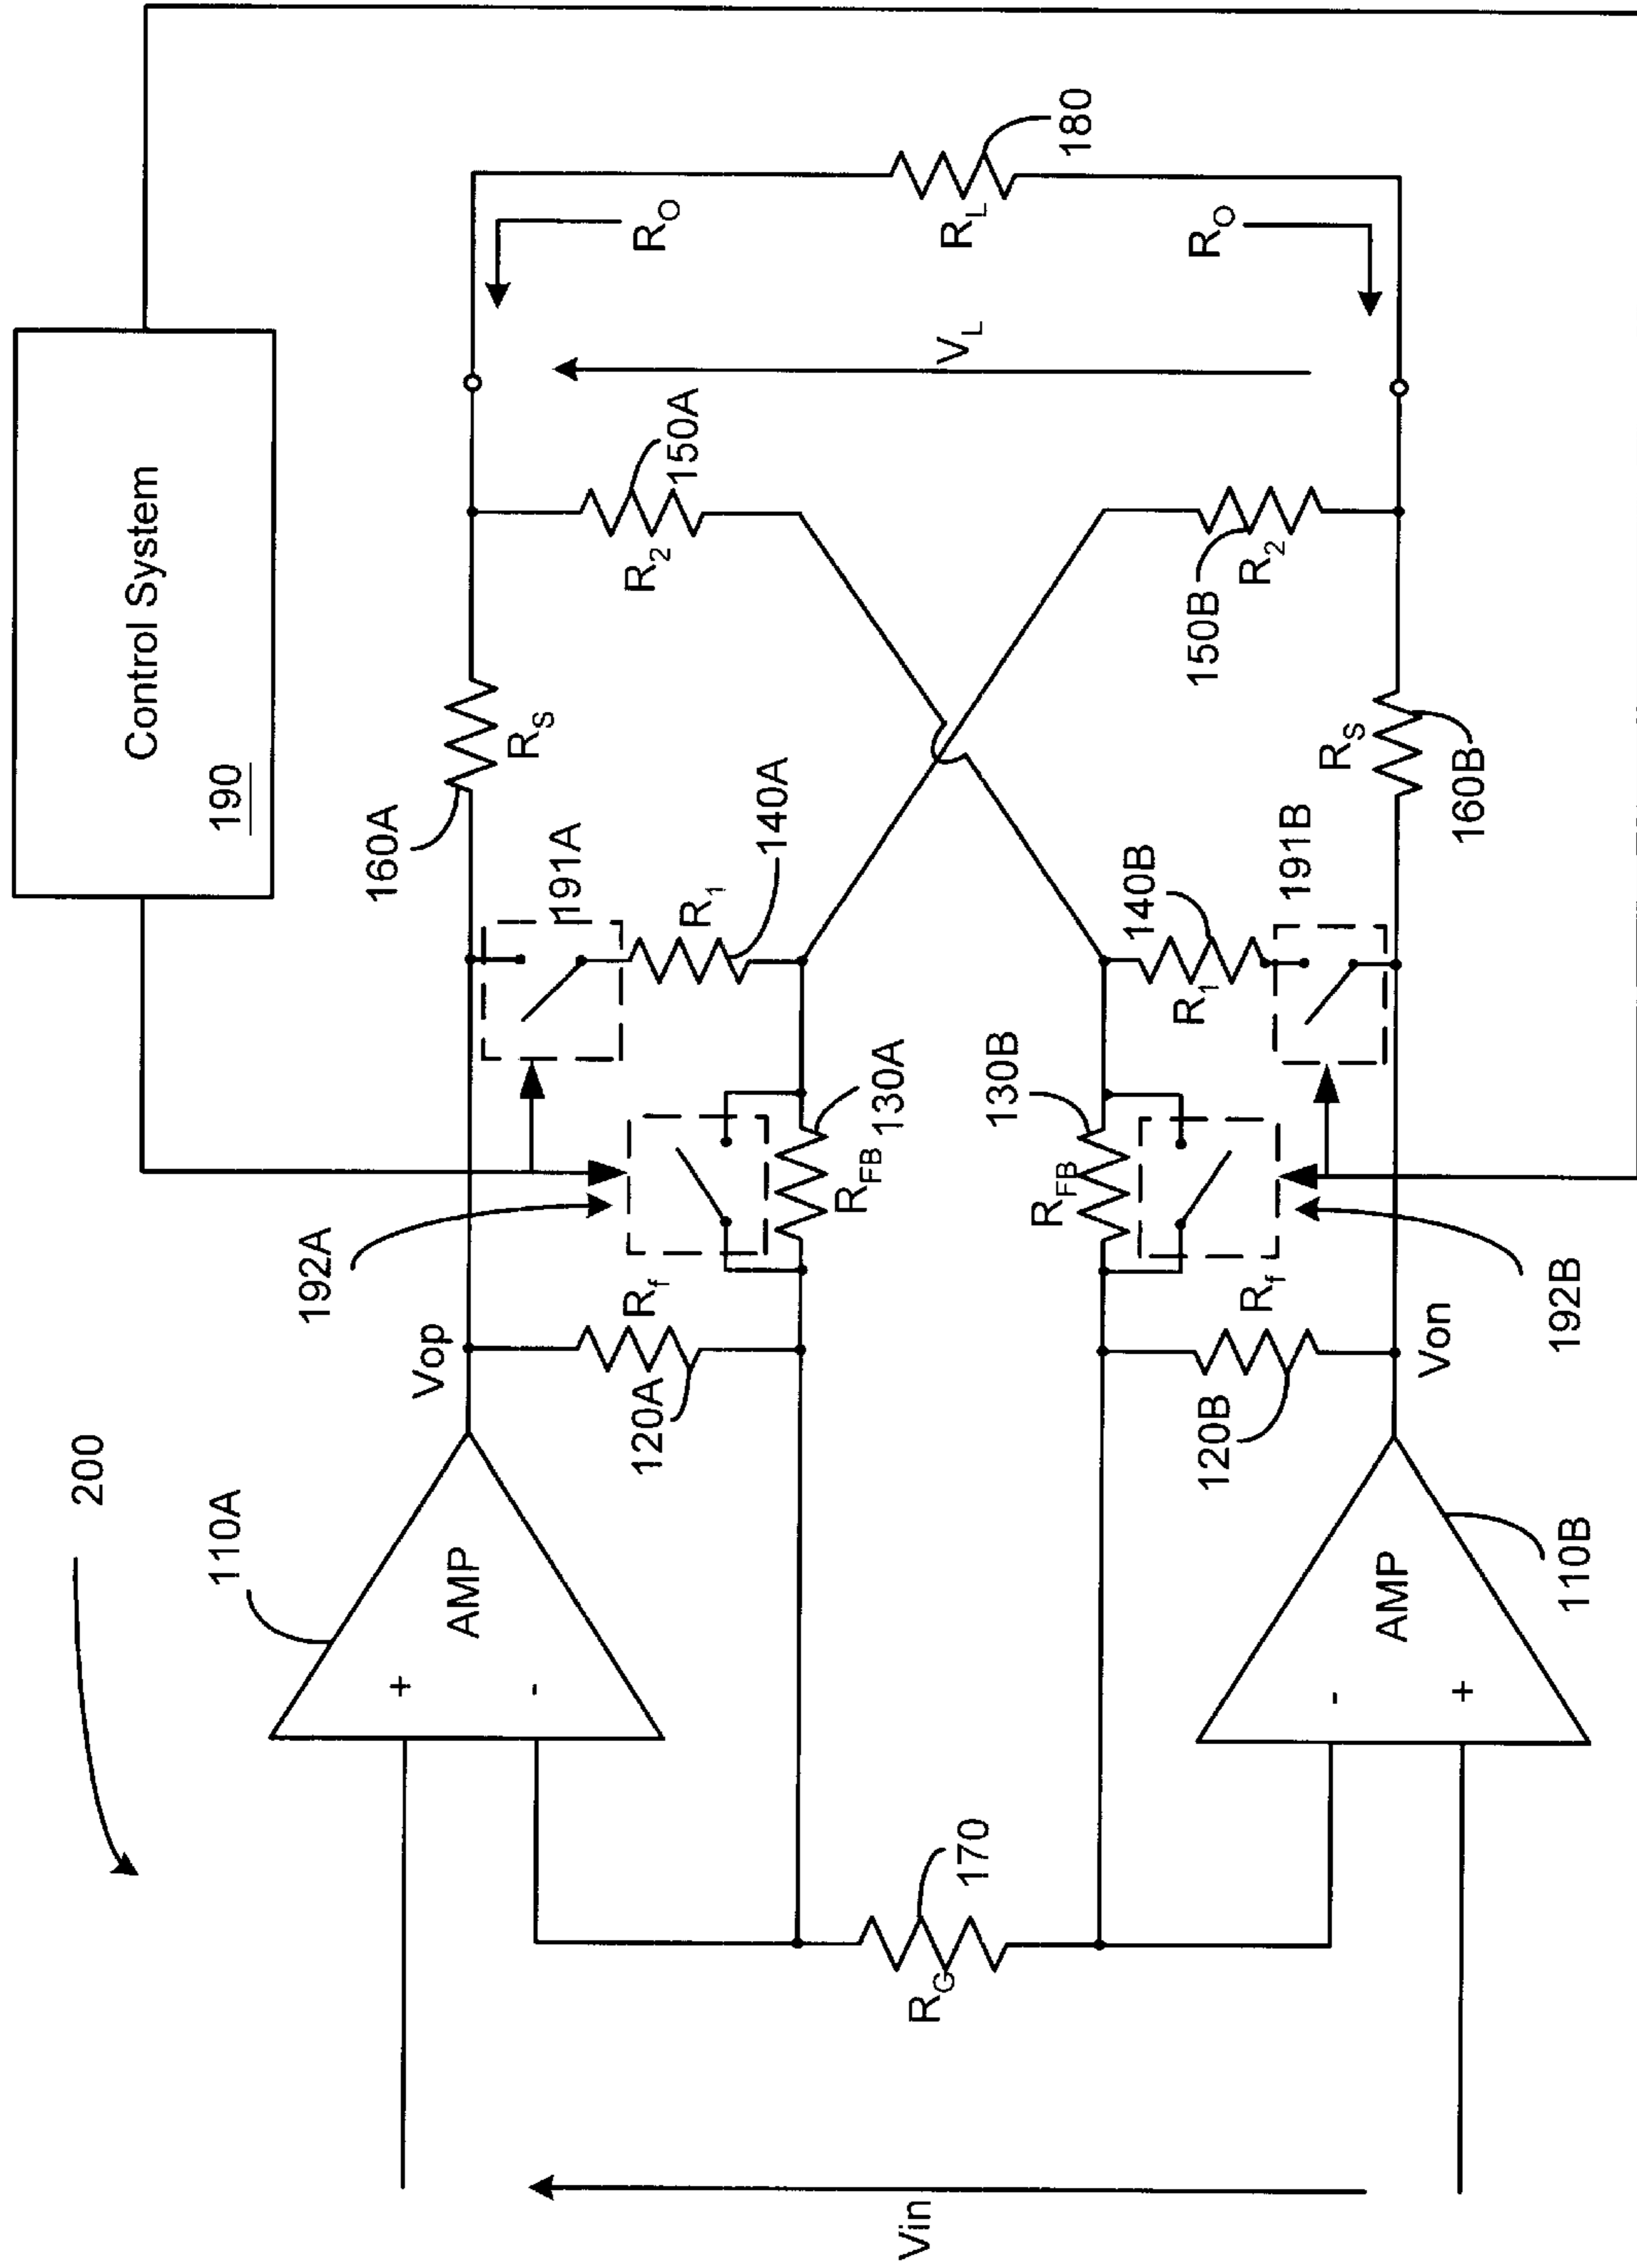 200
Control System
190
110A
AMP
+
-
Vop
192A
120A
Rf
160A
RS
191A
R1
140A
RFB
130A
R2
150A
RO
VL
RL
180
RO
Vin
RG
170
130B
RFB
140B
R1
191B
150B
R2
RS
160B
Rf
120B
192B
Von
-
+
AMP
110B